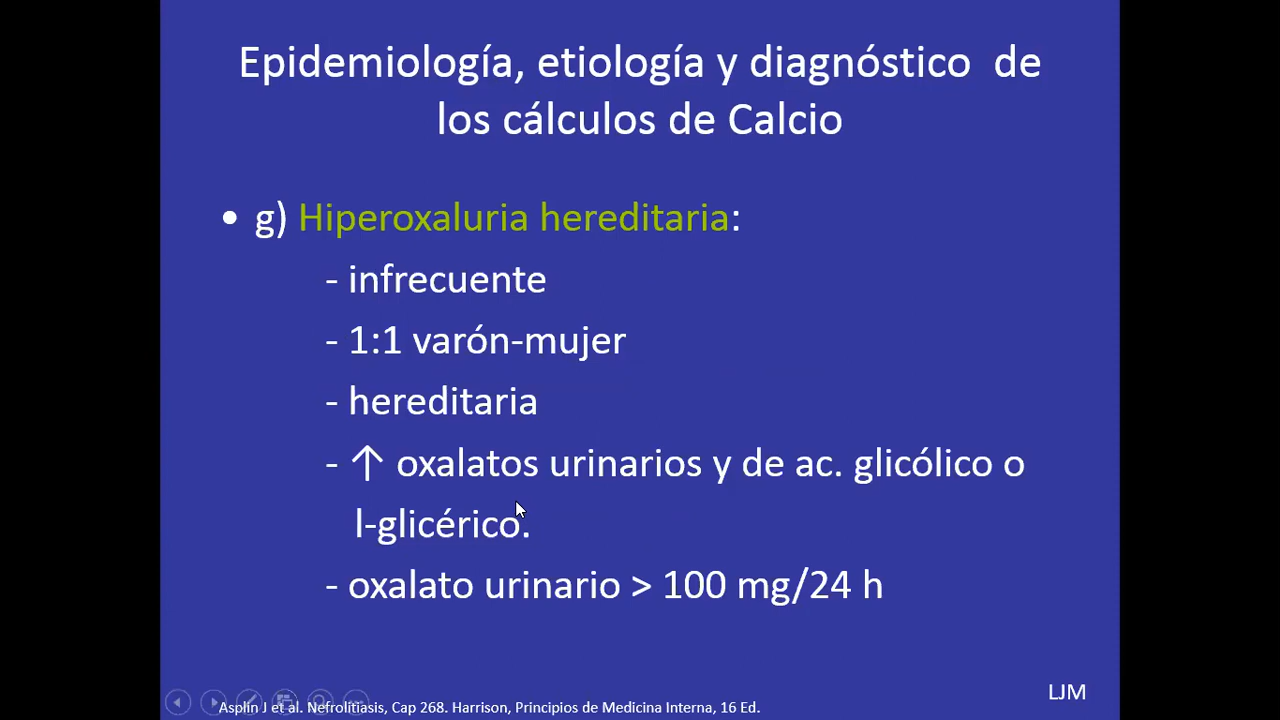 Epidemiología, etiología y diagnóstico de
los cálculos de Calcio
• g) Hiperoxaluria hereditaria:
- infrecuente
- 1:1 varón-mujer
- hereditaria
- ↑ oxalatos urinarios y de ac. glicólico o
l-glicérico.
- oxalato urinario > 100 mg/24 h
LJM
Asplin J et al. Nefrolitiasis, Cap 268. Harrison, Principios de Medicina Interna, 16 Ed.